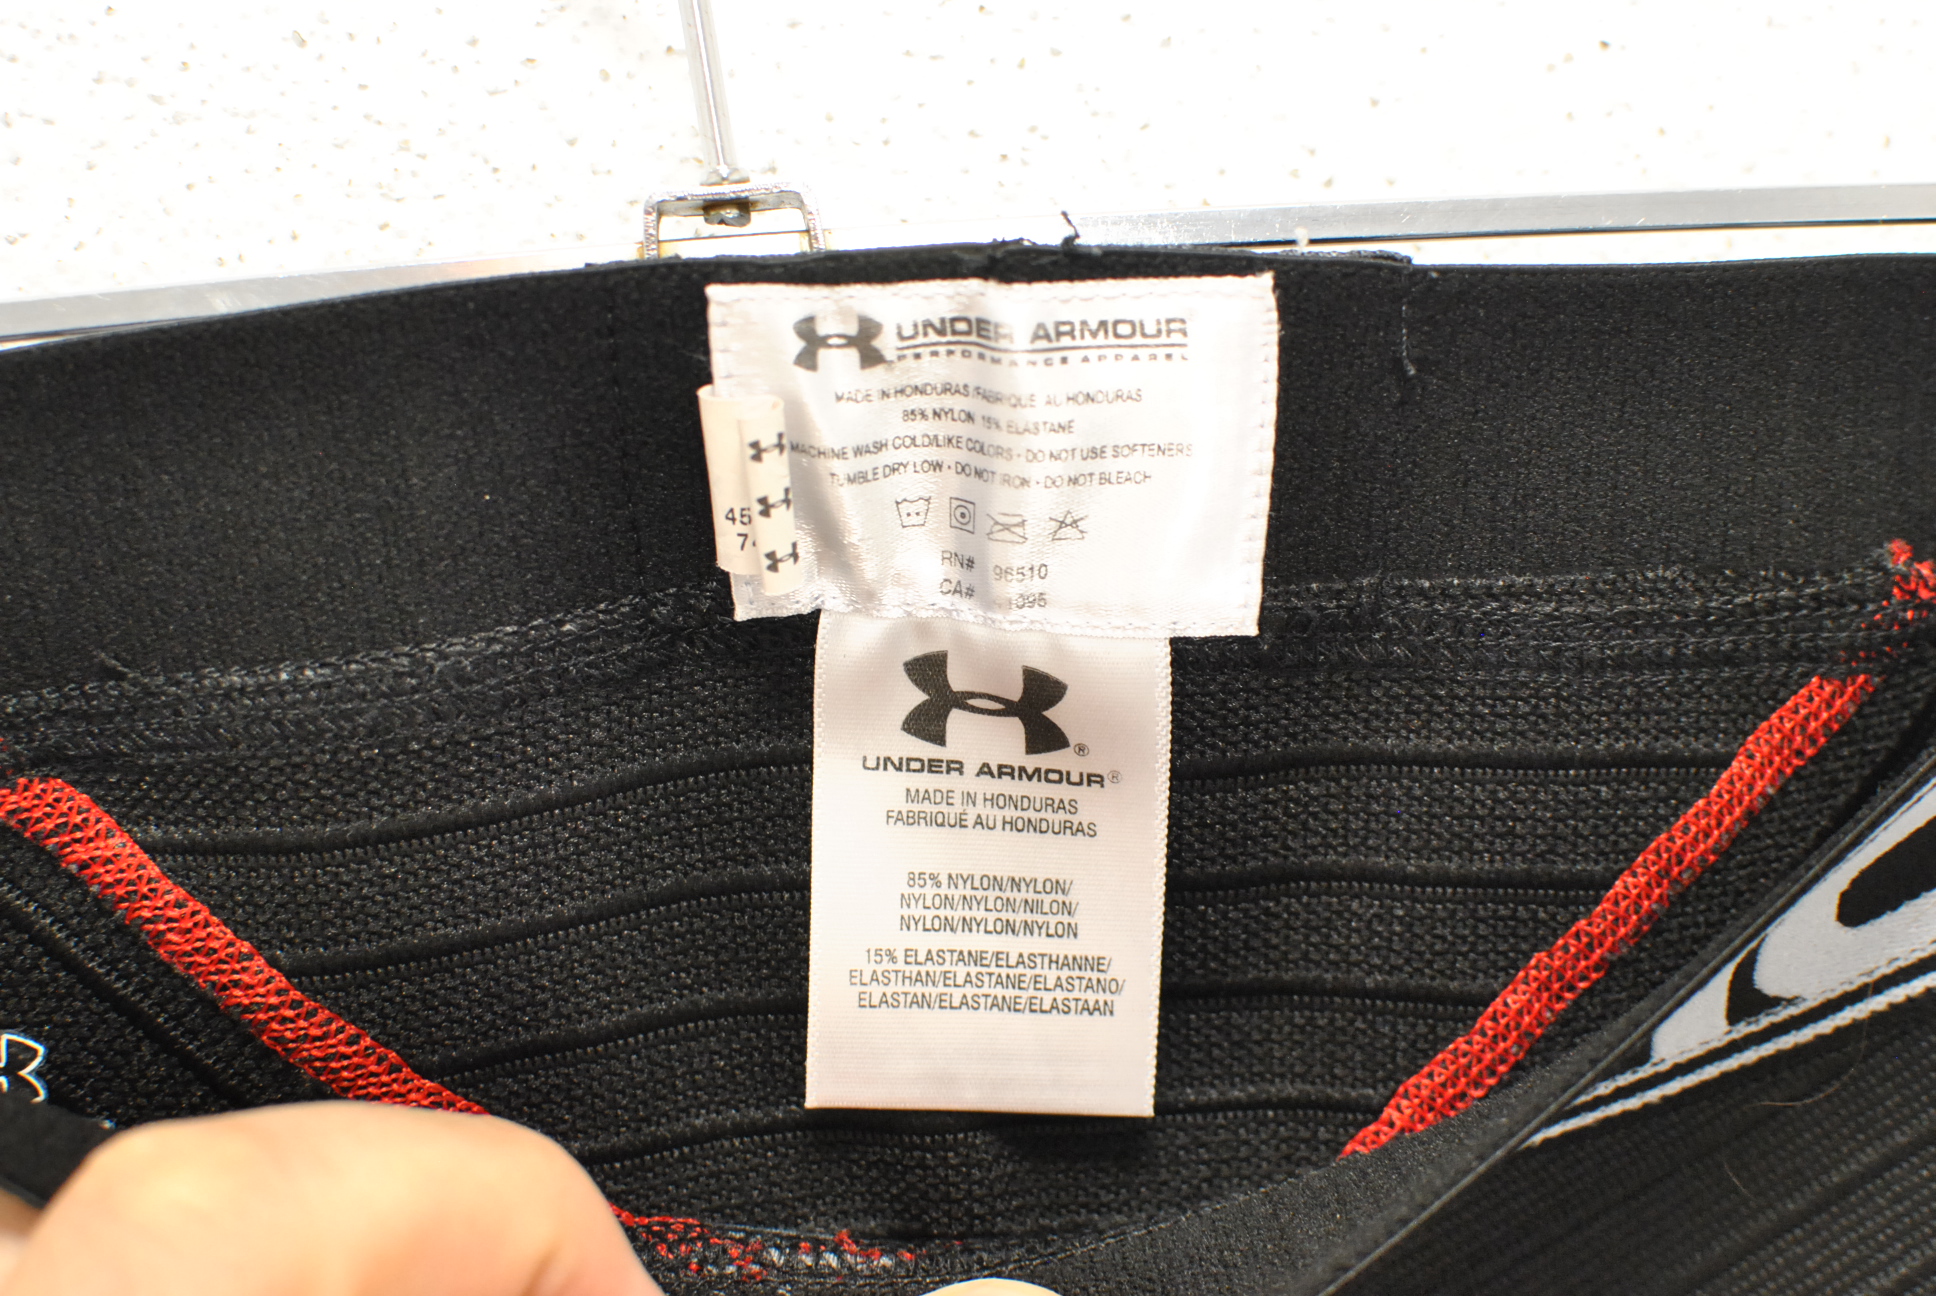 UNDER ARMOUR
PERFORMANCE APPAREL
MADE IN HONDURAS/FABRIQUE AU HONDURAS
85% NYLON 15% ELASTANE
MACHINE WASH COLD/LIKE COLORS · DO NOT USE SOFTENERS
TUMBLE DRY LOW · DO NOT IRON · DO NOT BLEACH
RN# 96510
CA#
45
UNDER ARMOUR®
MADE IN HONDURAS
FABRIQUÉ AU HONDURAS
85% NYLON/NYLON/
NYLON/NYLON/NILON/
NYLON/NYLON/NYLON
15% ELASTANE/ELASTHANNE/
ELASTHAN/ELASTANE/ELASTANO/
ELASTAN/ELASTANE/ELASTAAN